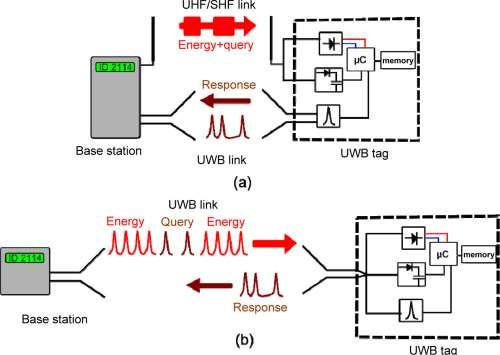 UHF/SHF link
Energy+query
ID 2114
µC
memory
Response
Base station
UWB link
UWB tag
(a)
UWB link
Energy Query Energy
ID 2114
µC
memory
Response
Base station
(b)
UWB tag